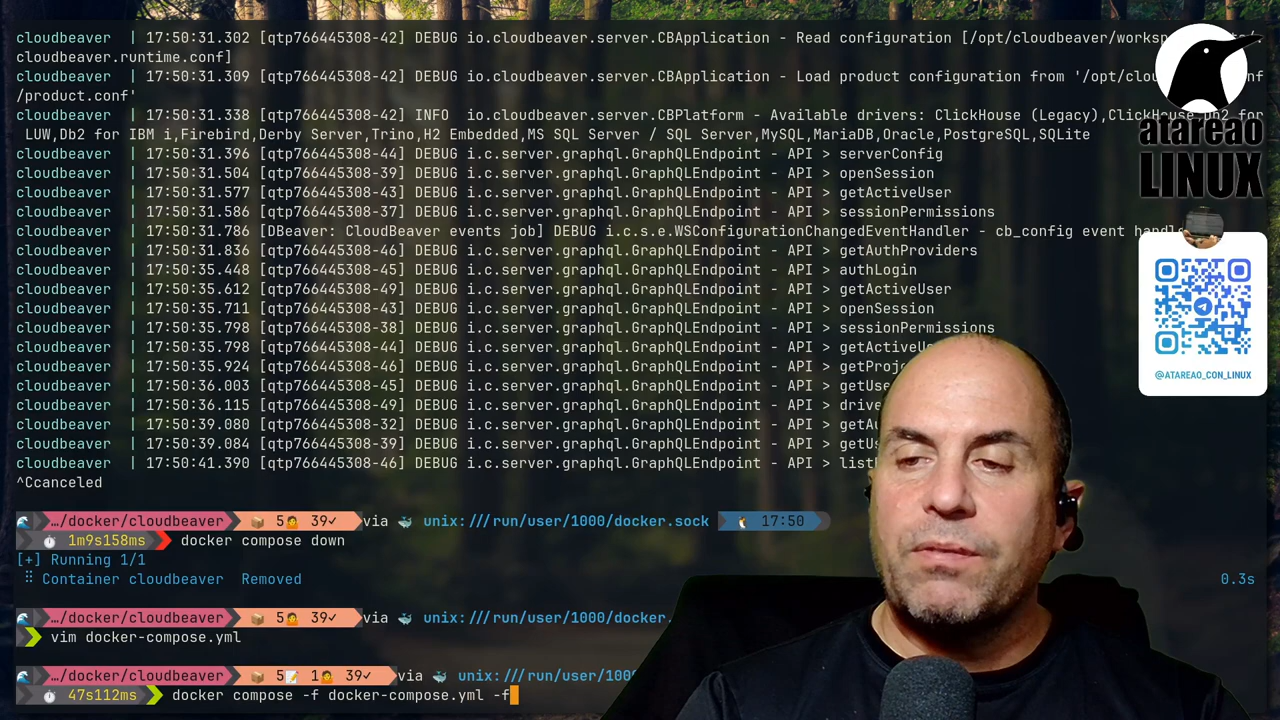 cloudbeaver | 17:50:31.302 [qtp766445308-42] DEBUG io.cloudbeaver.server.CBApplication - Read configuration [/opt/cloudbeaver/
cloudbeaver.runtime.conf]
cloudbeaver | 17:50:31.309 [qtp766445308-42] DEBUG io.cloudbeaver.server.CBApplication - Load product configuration from
/product.conf'
cloudbeaver | 17:50:31.338 [qtp766445308-42] INFO io.cloudbeaver.server.CBPlatform - Available drivers: ClickHouse (Legacy),ClickHouse, for
LUW,Db2 for IBM i,Firebird,Derby Server,Trino,H2 Embedded,MS SQL Server / SQL Server,MySQL,MariaDB,Oracle,PostgreSQL,SQLite
cloudbeaver | 17:50:31.396 [qtp766445308-44] DEBUG i.c.server.graphql.GraphQLEndpoint - API > serverConfig
cloudbeaver | 17:50:31.504 [qtp766445308-39] DEBUG i.c.server.graphql.GraphQLEndpoint - API > openSession
cloudbeaver | 17:50:31.577 [qtp766445308-43] DEBUG i.c.server.graphql.GraphQLEndpoint - API > getActiveUser
cloudbeaver | 17:50:31.586 [qtp766445308-37] DEBUG i.c.server.graphql.GraphQLEndpoint - API > sessionPermissions
cloudbeaver | 17:50:31.786 [DBeaver: CloudBeaver events job] DEBUG i.c.s.e.WSConfigurationChangedEventHandler - cb_config event
cloudbeaver | 17:50:31.836 [qtp766445308-46] DEBUG i.c.server.graphql.GraphQLEndpoint - API > getAuthProviders
cloudbeaver | 17:50:35.448 [qtp766445308-45] DEBUG i.c.server.graphql.GraphQLEndpoint - API > authLogin
cloudbeaver | 17:50:35.612 [qtp766445308-49] DEBUG i.c.server.graphql.GraphQLEndpoint - API > getActiveUser
cloudbeaver | 17:50:35.711 [qtp766445308-43] DEBUG i.c.server.graphql.GraphQLEndpoint - API > openSession
cloudbeaver | 17:50:35.798 [qtp766445308-38] DEBUG i.c.server.graphql.GraphQLEndpoint - API > sessionPermissions
cloudbeaver | 17:50:35.798 [qtp766445308-44] DEBUG i.c.server.graphql.GraphQLEndpoint - API >
cloudbeaver | 17:50:35.924 [qtp766445308-46] DEBUG i.c.server.graphql.GraphQLEndpoint - API >
cloudbeaver | 17:50:36.003 [qtp766445308-45] DEBUG i.c.server.graphql.GraphQLEndpoint - API >
cloudbeaver | 17:50:36.115 [qtp766445308-49] DEBUG i.c.server.graphql.GraphQLEndpoint - API >
cloudbeaver | 17:50:39.080 [qtp766445308-32] DEBUG i.c.server.graphql.GraphQLEndpoint - API >
cloudbeaver | 17:50:39.084 [qtp766445308-39] DEBUG i.c.server.graphql.GraphQLEndpoint - API >
cloudbeaver | 17:50:41.390 [qtp766445308-46] DEBUG i.c.server.graphql.GraphQLEndpoint - API >
^Ccanceled
…/docker/cloudbeaver 5 39✓ via unix:///run/user/1000/docker.sock 17:50
1m9s158ms docker compose down
[+] Running 1/1
Container cloudbeaver Removed 0.3s
…/docker/cloudbeaver 5 39✓ via unix:///run/user/1000/docker.
vim docker-compose.yml
…/docker/cloudbeaver 5 1 39✓ via unix:///run/user/100
47s112ms docker compose -f docker-compose.yml -f
atareao
LINUX
@ATAREAO_CON_LINUX